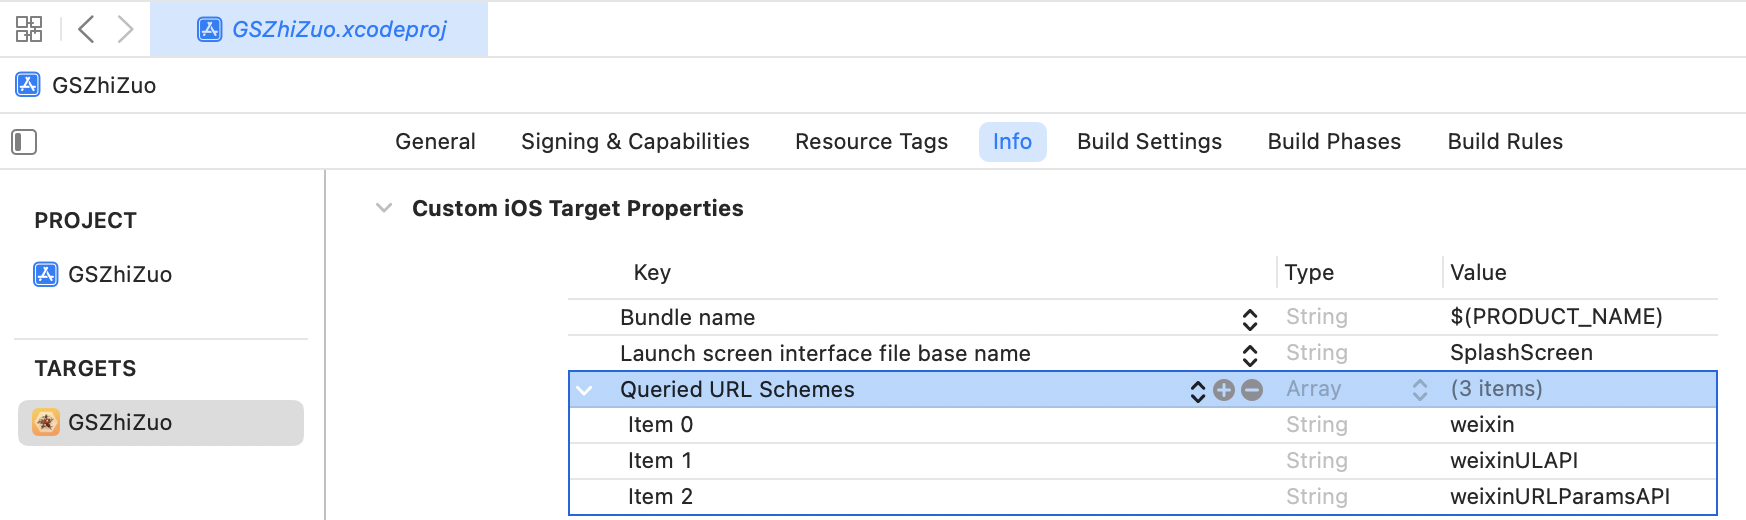 GSZhiZuo.xcodeproj
GSZhiZuo
General Signing & Capabilities Resource Tags Info Build Settings Build Phases Build Rules
PROJECT
GSZhiZuo
TARGETS
GSZhiZuo
Custom iOS Target Properties
Key Type Value
Bundle name String $(PRODUCT_NAME)
Launch screen interface file base name String SplashScreen
Queried URL Schemes Array (3 items)
Item 0 String weixin
Item 1 String weixinULAPI
Item 2 String weixinURLParamsAPI